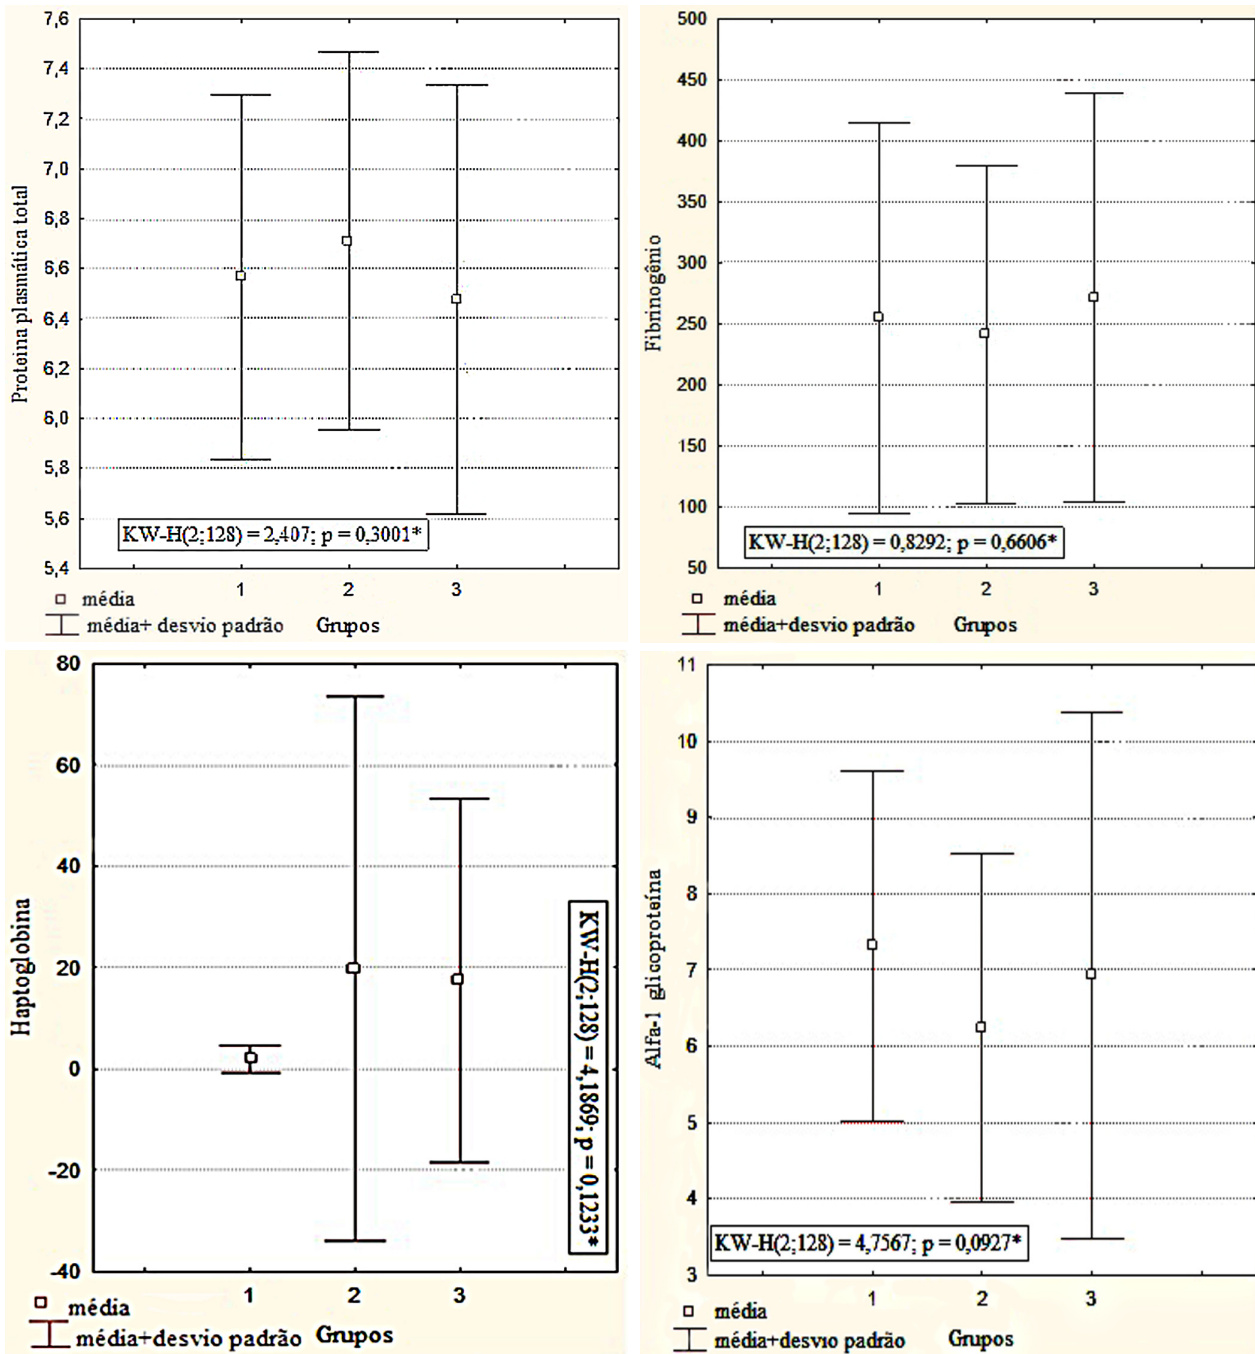 Proteina plasmática total
7,6
7,4
7,2
7,0
6,8
6,6
6,4
6,2
6,0
5,8
5,6
5,4
KW-H(2;128) = 2,407; p = 0,3001*
1 2 3
média
média+ desvio padrão Grupos
Fibrinogênio
500
450
400
350
300
250
200
150
100
50
KW-H(2;128) = 0,8292; p = 0,6606*
1 2 3
média
média+desvio padrão Grupos
Haptoglobina
80
60
40
20
0
-20
-40
KW-H(2;128) = 4,1869; p = 0,1233*
1 2 3
média
média+desvio padrão Grupos
Alfa-1 glicoproteína
11
10
9
8
7
6
5
4
3
KW-H(2;128) = 4,7567; p = 0,0927*
1 2 3
média
média+desvio padrão Grupos